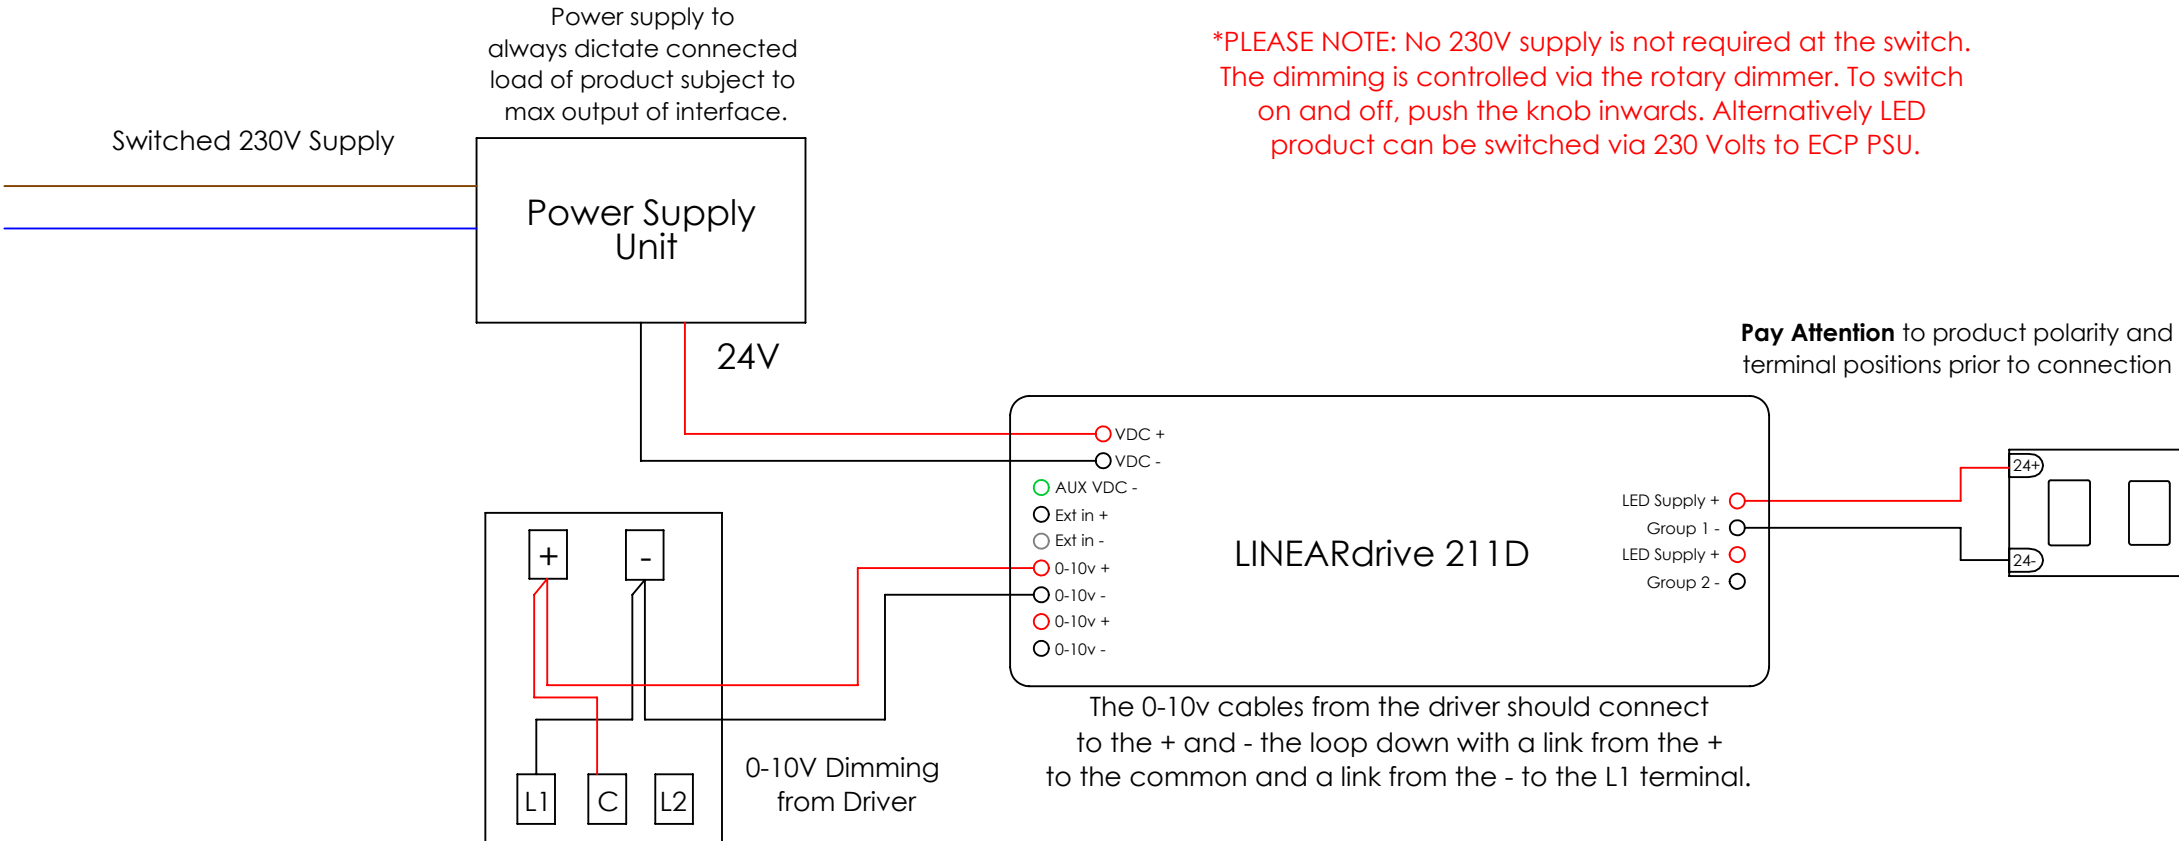 Power supply to
always dictate connected
load of product subject to
max output of interface.
*PLEASE NOTE: No 230V supply is not required at the switch.
The dimming is controlled via the rotary dimmer. To switch
on and off, push the knob inwards. Alternatively LED
product can be switched via 230 Volts to ECP PSU.
Switched 230V Supply
Power Supply
Unit
24V
Pay Attention to product polarity and
terminal positions prior to connection
VDC +
VDC -
AUX VDC -
Ext in +
Ext in -
0-10v +
0-10v -
0-10v +
0-10v -
LINEARdrive 211D
LED Supply +
Group 1 -
LED Supply +
Group 2 -
24+
24-
+
-
The 0-10v cables from the driver should connect
to the + and - the loop down with a link from the +
to the common and a link from the - to the L1 terminal.
0-10V Dimming
from Driver
L1
C
L2